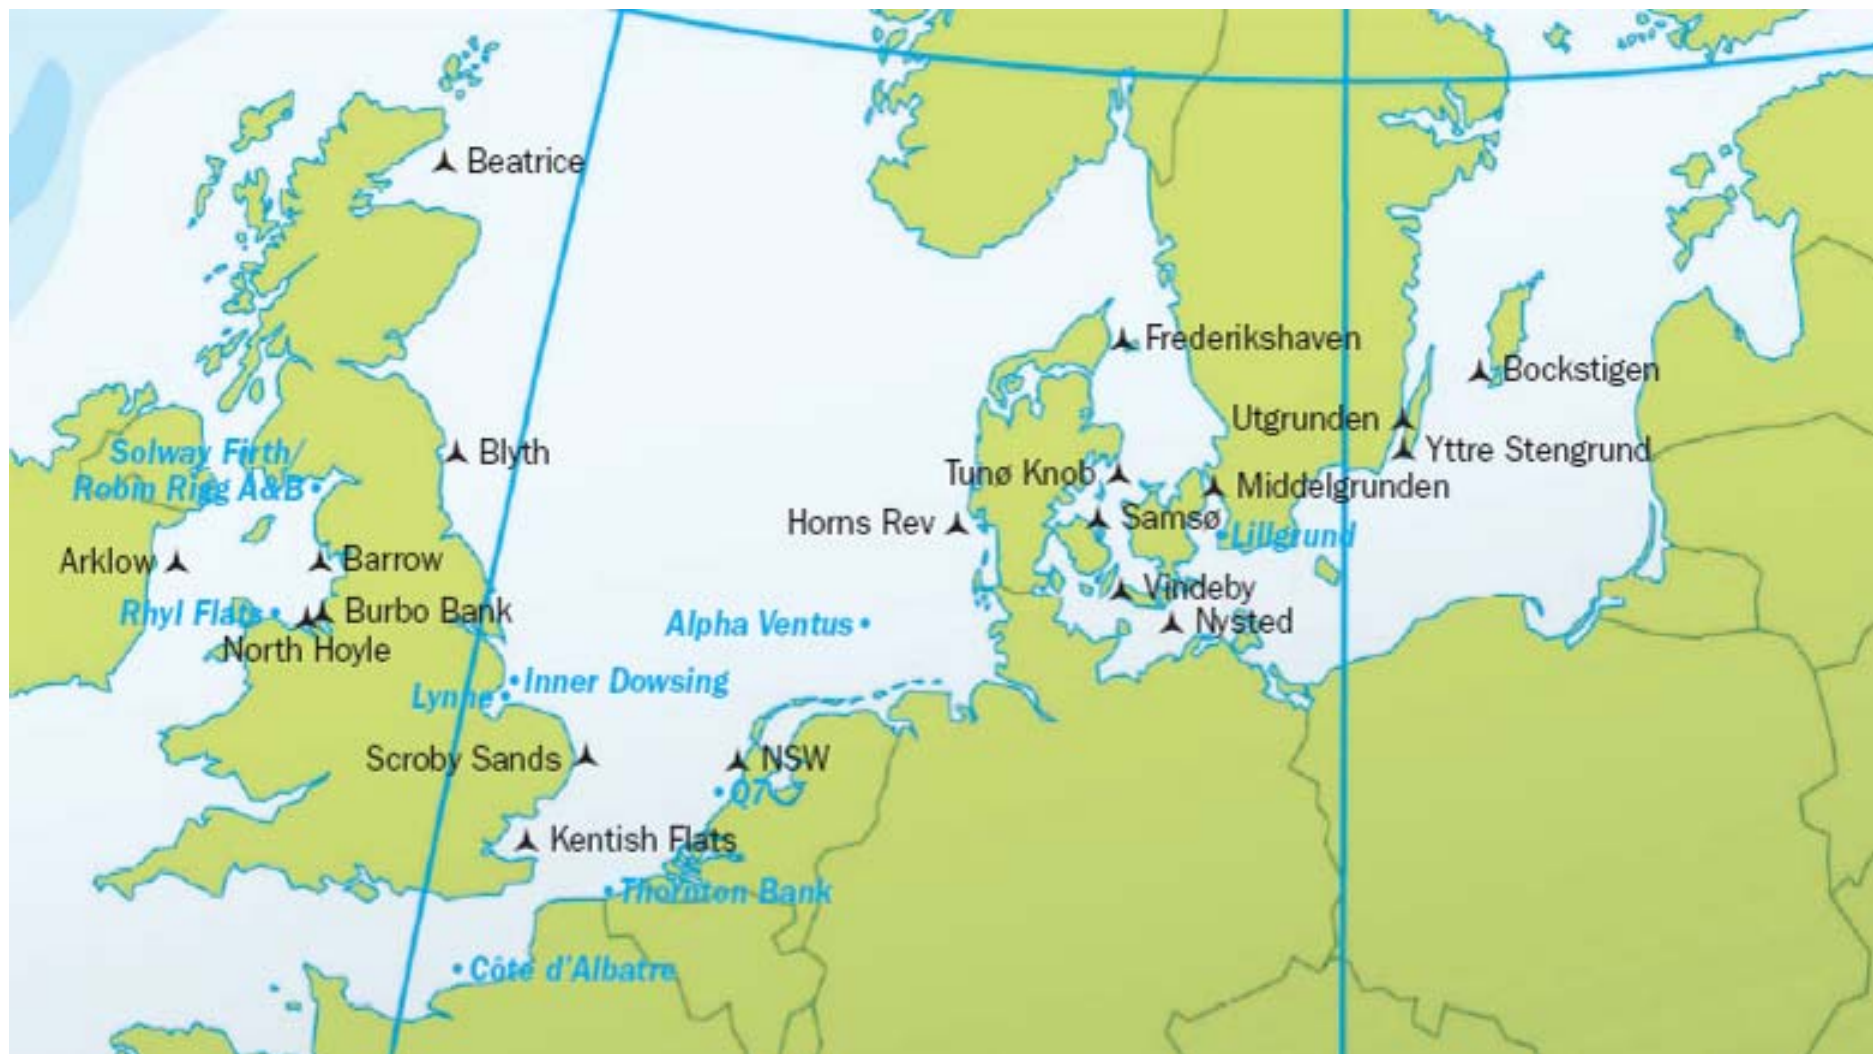 Beatrice
Frederikshaven
Bockstigen
Utgrunden
Solway Firth/
Robin Rigg A&B
Blyth
Yttre Stengrund
Tunø Knob
Middelgrunden
Horns Rev
Samsø
Lillgrund
Arklow
Barrow
Vindeby
Rhyl Flats
Burbo Bank
Alpha Ventus
Nysted
North Hoyle
Inner Dowsing
Lynne
Scroby Sands
NSW
Q7
Kentish Flats
Thornton Bank
Côte d'Albatre